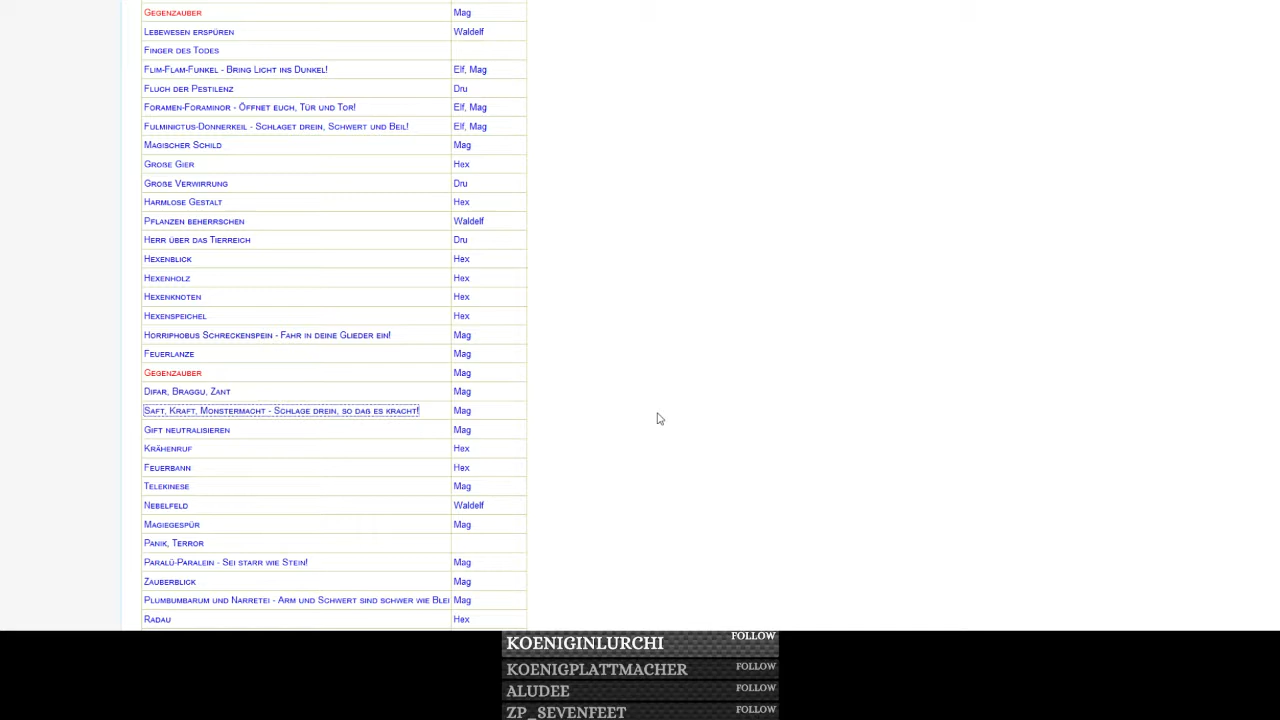 Gegenzauber Mag
Lebewesen erspüren Waldelf
Finger des Todes
Flim-Flam-Funkel - Bring Licht ins Dunkel! Elf, Mag
Fluch der Pestilenz Dru
Foramen-Foraminor - Öffnet euch, Tür und Tor! Elf, Mag
Fulminictus-Donnerkeil - Schlaget drein, Schwert und Beil! Elf, Mag
Magischer Schild Mag
Große Gier Hex
Große Verwirrung Dru
Harmlose Gestalt Hex
Pflanzen beherrschen Waldelf
Herr über das Tierreich Dru
Hexenblick Hex
Hexenholz Hex
Hexenknoten Hex
Hexenspeichel Hex
Horriphobus Schreckenspein - Fahr in deine Glieder ein! Mag
Feuerlanze Mag
Gegenzauber Mag
Difar, Braggu, Zant Mag
Saft, Kraft, Monstermacht - Schlage drein, so daß es kracht! Mag
Gift neutralisieren Mag
Krähenruf Hex
Feuerbann Hex
Telekinese Mag
Nebelfeld Waldelf
Magiegespür Mag
Panik, Terror
Paralü-Paralein - Sei starr wie Stein! Mag
Zauberblick Mag
Plumbumbarum und Narretei - Arm und Schwert sind schwer wie Blei Mag
Radau Hex
KOENIGINLURCHI FOLLOW
KOENIGPLATTMACHER FOLLOW
ALUDEE FOLLOW
ZP_SEVENFEET FOLLOW